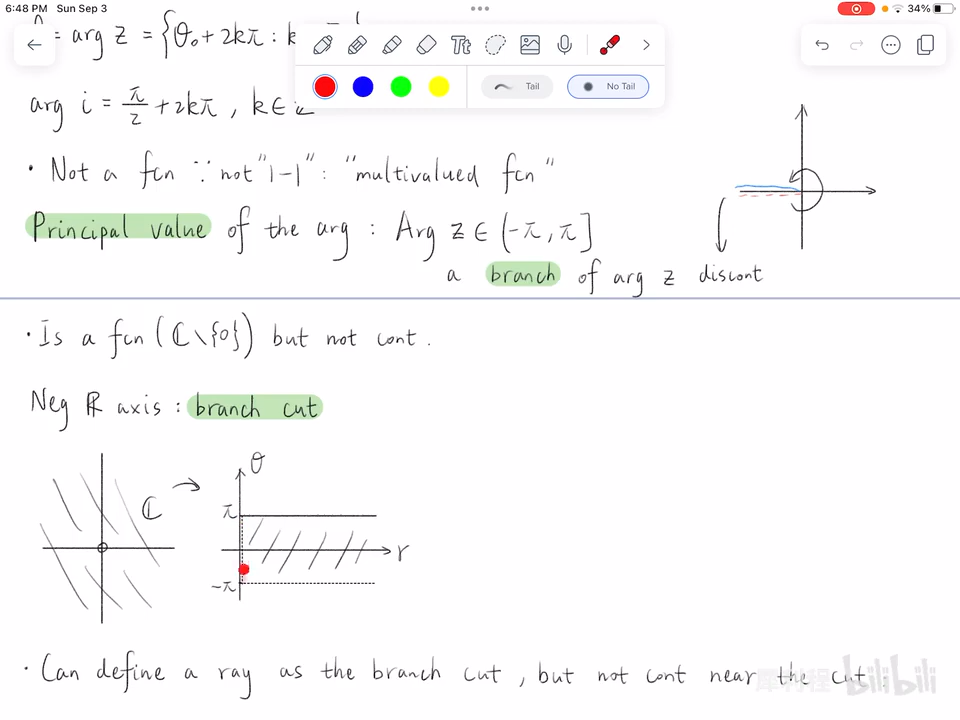 6:48 PM Sun Sep 3
34%
= arg z = {θ₀ + 2kπ : k
Tt
Tail
No Tail
arg i = π/2 + 2kπ , k ∈ ℤ
· Not a fcn ∵ not "1-1" : "multivalued fcn"
Principal value of the arg : Arg z ∈ (-π, π]
a branch of arg z discont
· Is a fcn (ℂ \ {0}) but not cont .
Neg ℝ axis : branch cut
θ
π
ℂ
r
-π
· Can define a ray as the branch cut , but not cont near the cut .
bilibili